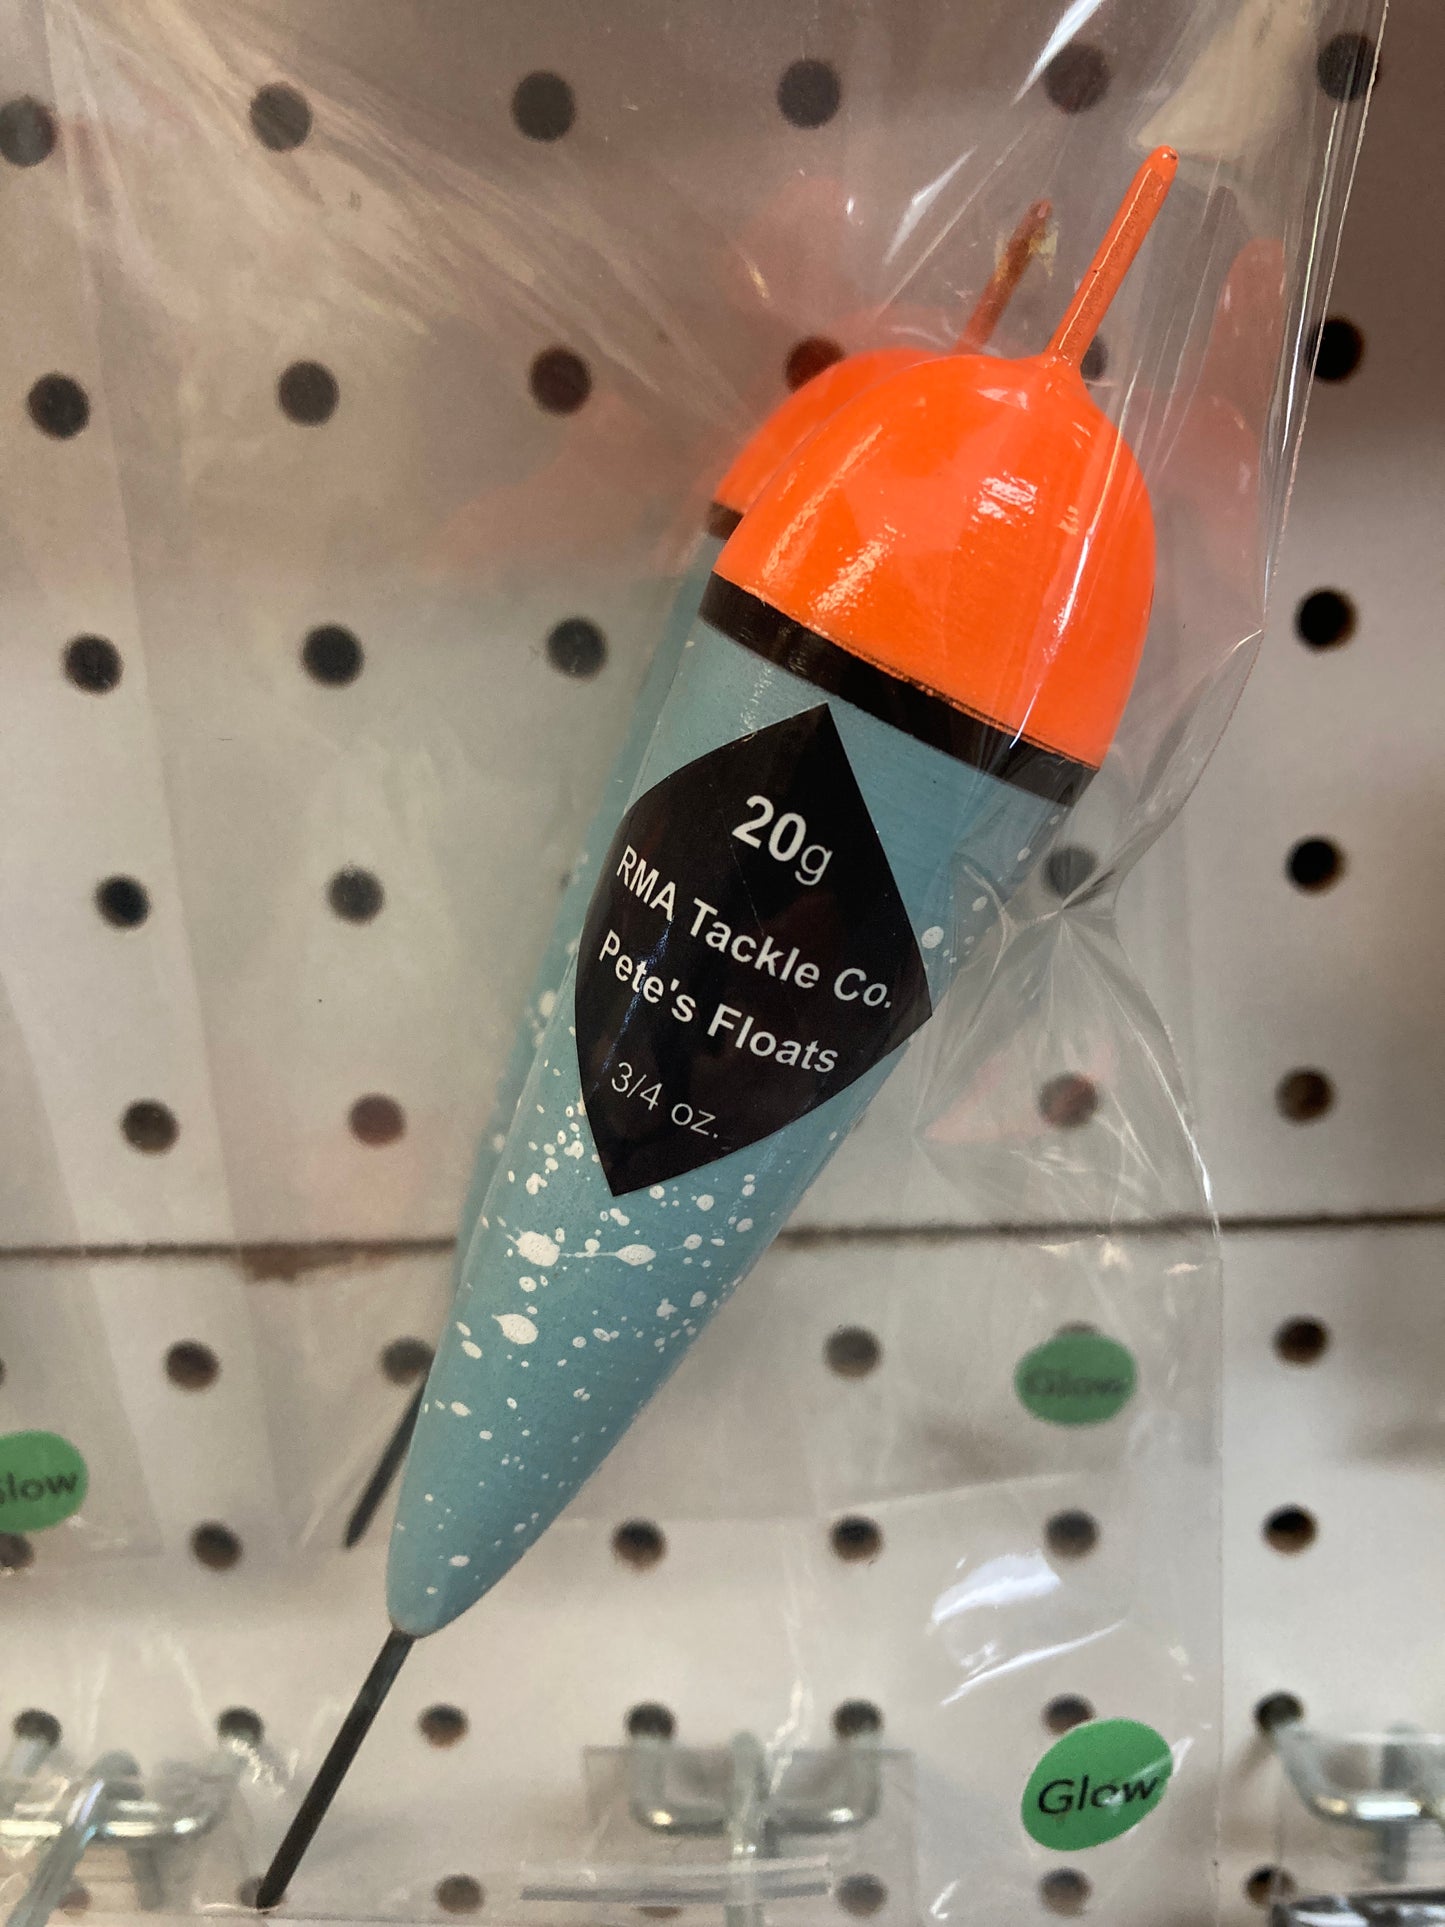 20g
RMA Tackle Co.
Pete's Floats
3/4 oz.
Glow
Glow
Glow